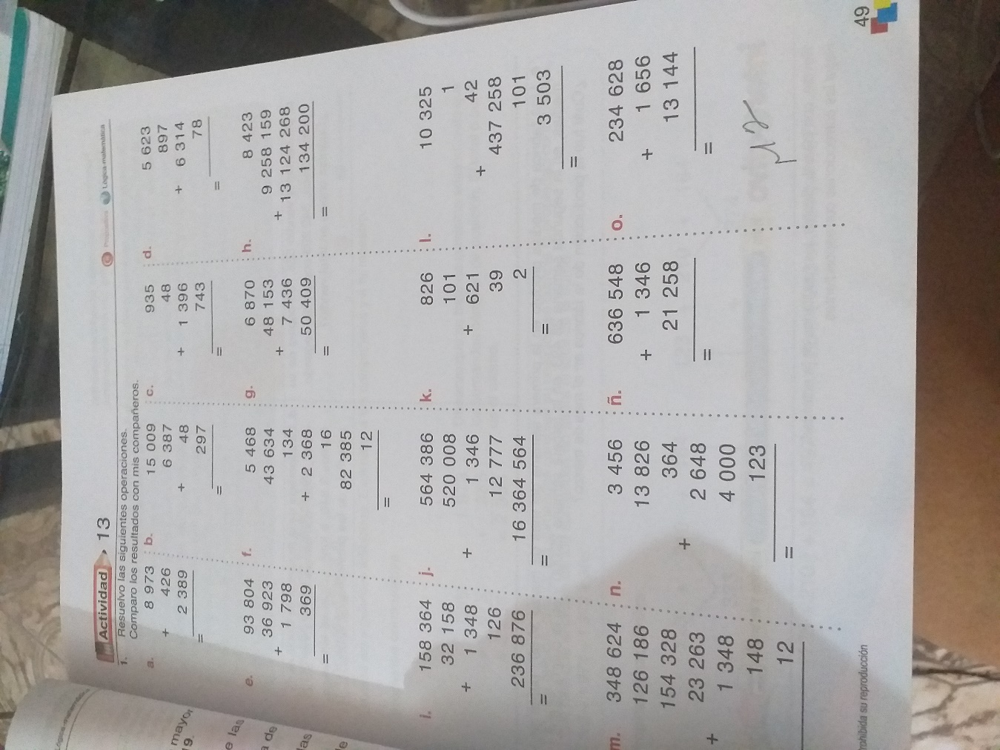 Actividad 13
Lógica-matemática
1. Resuelvo las siguientes operaciones.
Comparo los resultados con mis compañeros.
a.
8 973
+ 426
2 389
=
b.
15 009
6 387
+ 48
297
=
c.
935
48
+ 1 396
743
=
d.
5 623
897
+ 6 314
78
=
e.
93 804
36 923
+ 1 798
369
=
f.
5 468
43 634
134
+ 2 368
16
82 385
12
=
g.
6 870
48 153
+ 7 436
50 409
=
h.
8 423
9 258 159
+ 13 124 268
134 200
=
i.
158 364
32 158
+ 1 348
126
236 876
=
j.
564 386
520 008
+ 1 346
12 777
16 364 564
=
k.
826
101
+ 621
39
2
=
l.
10 325
1
+ 42
437 258
101
3 503
=
m.
348 624
126 186
154 328
23 263
+ 1 348
148
12
n.
3 456
13 826
364
+ 2 648
4 000
123
=
ñ.
636 548
+ 1 346
21 258
=
o.
234 628
+ 1 656
13 144
=
rohibida su reproducción
49
mayor
9.
e las
a de
las
e